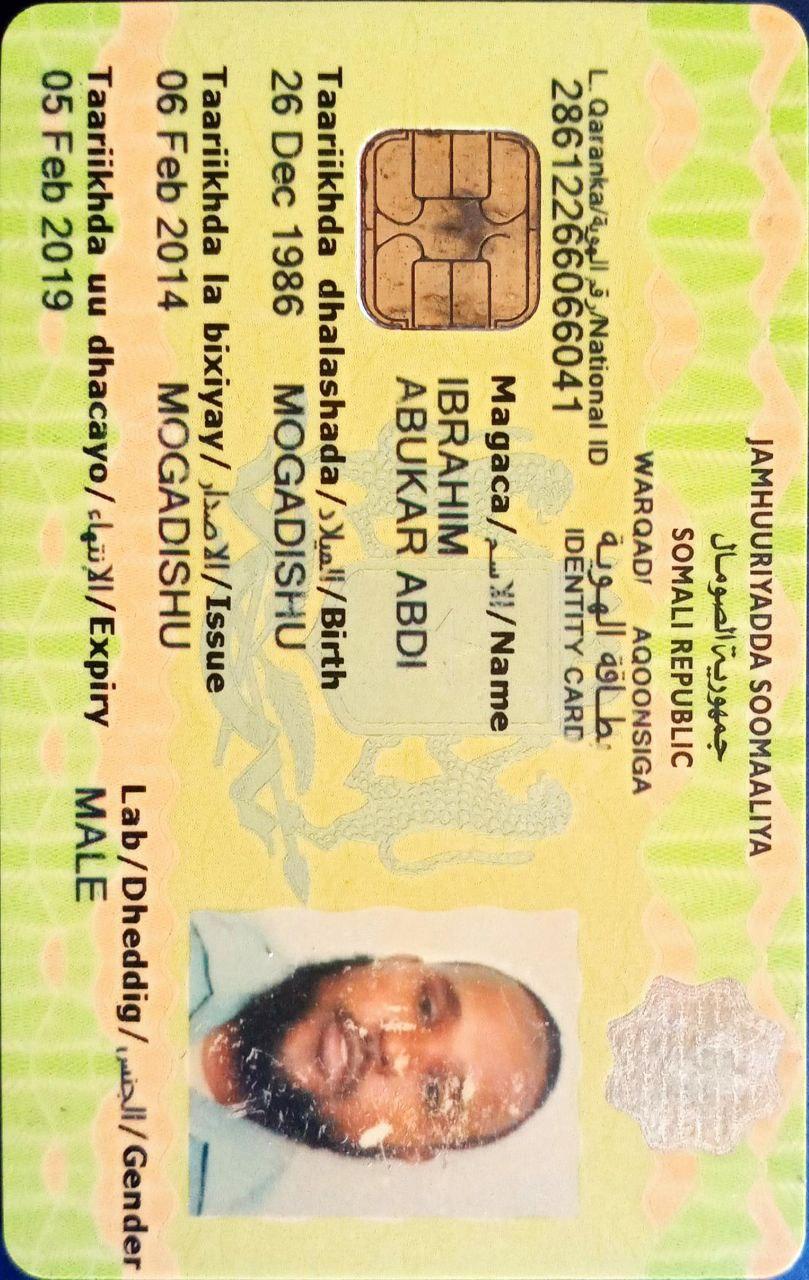 JAMHUURIYADDA SOOMAALIYA
جمهورية الصومال
SOMALI REPUBLIC
WARQADI AQOONSIGA
بطاقة الهوية
IDENTITY CARD
L. Qaranka/رقم الهوية/National ID
28612266066041
Magaca/الاسم/Name
IBRAHIM
ABUKAR ABDI
Taariikhda dhalashada/الميلاد/Birth
26 Dec 1986 MOGADISHU
Taariikhda la bixiyay/الاصدار/Issue
06 Feb 2014 MOGADISHU
Lab/Dheddig/الجنس/Gender
MALE
Taariikhda uu dhacayo/الإنتهاء/Expiry
05 Feb 2019